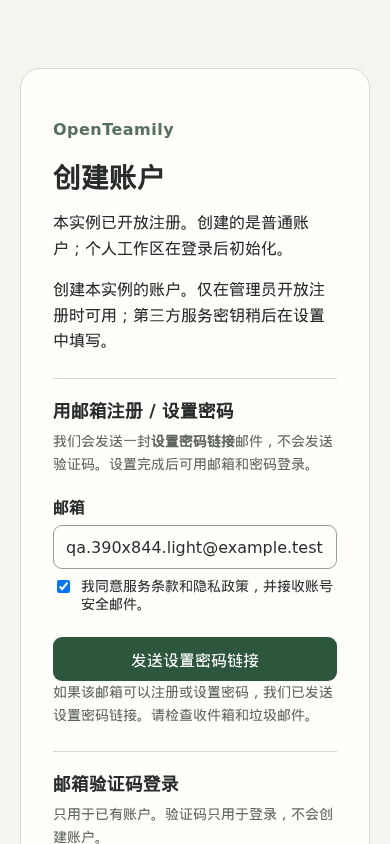 OpenTeamily
创建账户
本实例已开放注册。创建的是普通账
户；个人工作区在登录后初始化。
创建本实例的账户。仅在管理员开放注
册时可用；第三方服务密钥稍后在设置
中填写。
用邮箱注册 / 设置密码
我们会发送一封设置密码链接邮件，不会发送
验证码。设置完成后可用邮箱和密码登录。
邮箱
qa.390x844.light@example.test
我同意服务条款和隐私政策，并接收账号
安全邮件。
发送设置密码链接
如果该邮箱可以注册或设置密码，我们已发送
设置密码链接。请检查收件箱和垃圾邮件。
邮箱验证码登录
只用于已有账户。验证码只用于登录，不会创
建账户。